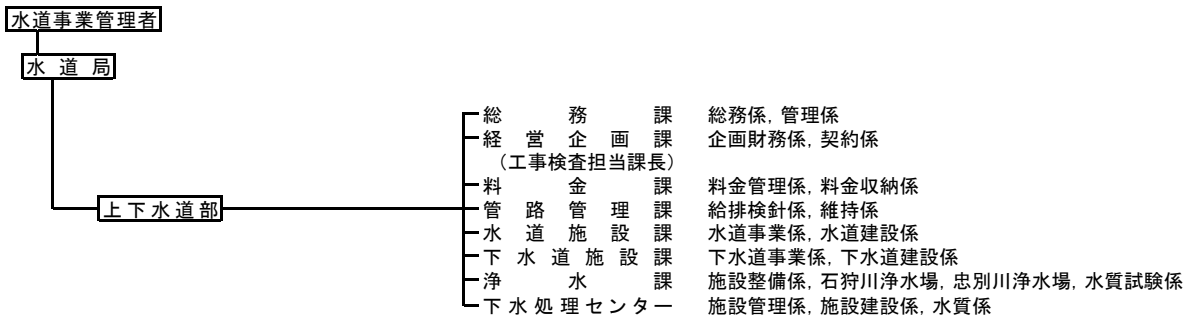 水道事業管理者
水道局
総務課 総務係, 管理係
経営企画課 企画財務係, 契約係
(工事検査担当課長)
料金課 料金管理係, 料金収納係
上下水道部 管路管理課 給排検針係, 維持係
水道施設課 水道事業係, 水道建設係
下水道施設課 下水道事業係, 下水道建設係
浄水課 施設整備係, 石狩川浄水場, 忠別川浄水場, 水質試験係
下水処理センター 施設管理係, 施設建設係, 水質係